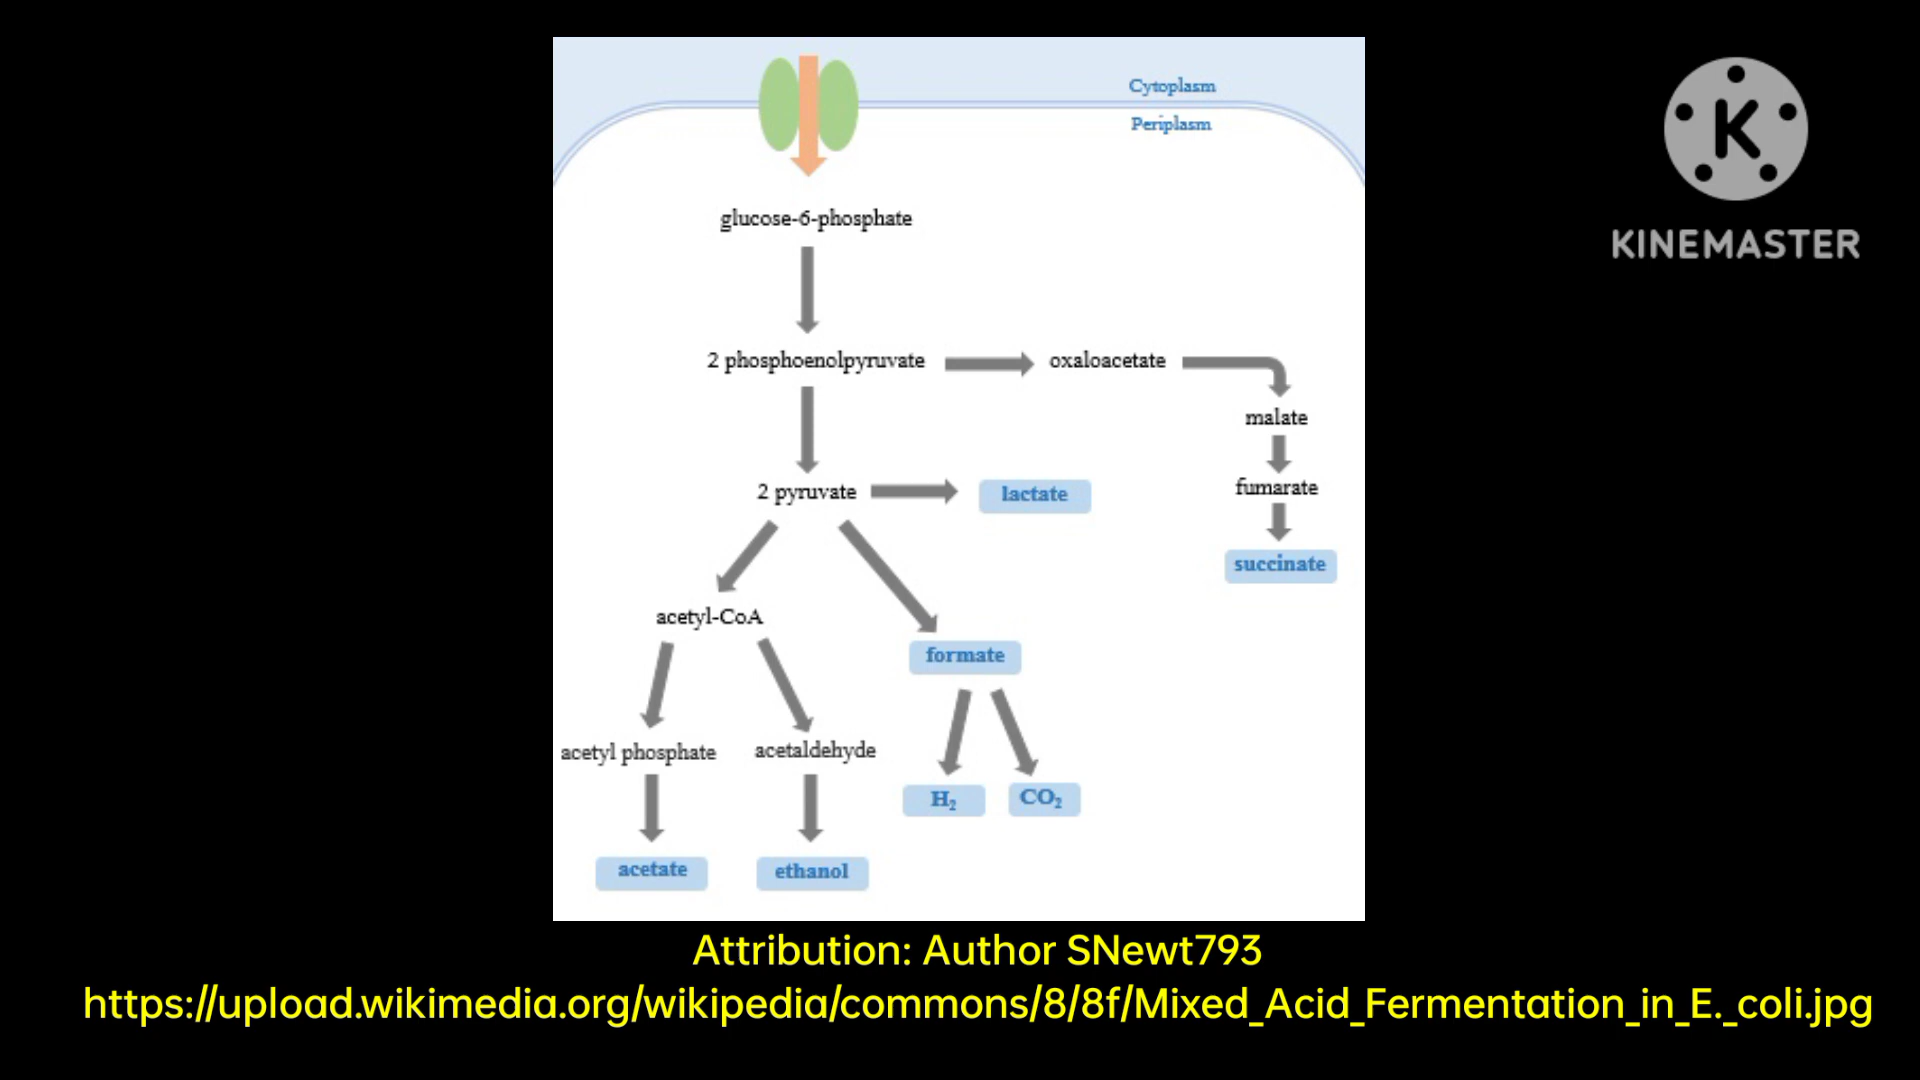 Cytoplasm
Periplasm
K
KINEMASTER
glucose-6-phosphate
2 phosphoenolpyruvate
oxaloacetate
malate
2 pyruvate
lactate
fumarate
succinate
acetyl-CoA
formate
acetyl phosphate
acetaldehyde
H₂
CO₂
acetate
ethanol
Attribution: Author SNewt793
https://upload.wikimedia.org/wikipedia/commons/8/8f/Mixed_Acid_Fermentation_in_E._coli.jpg